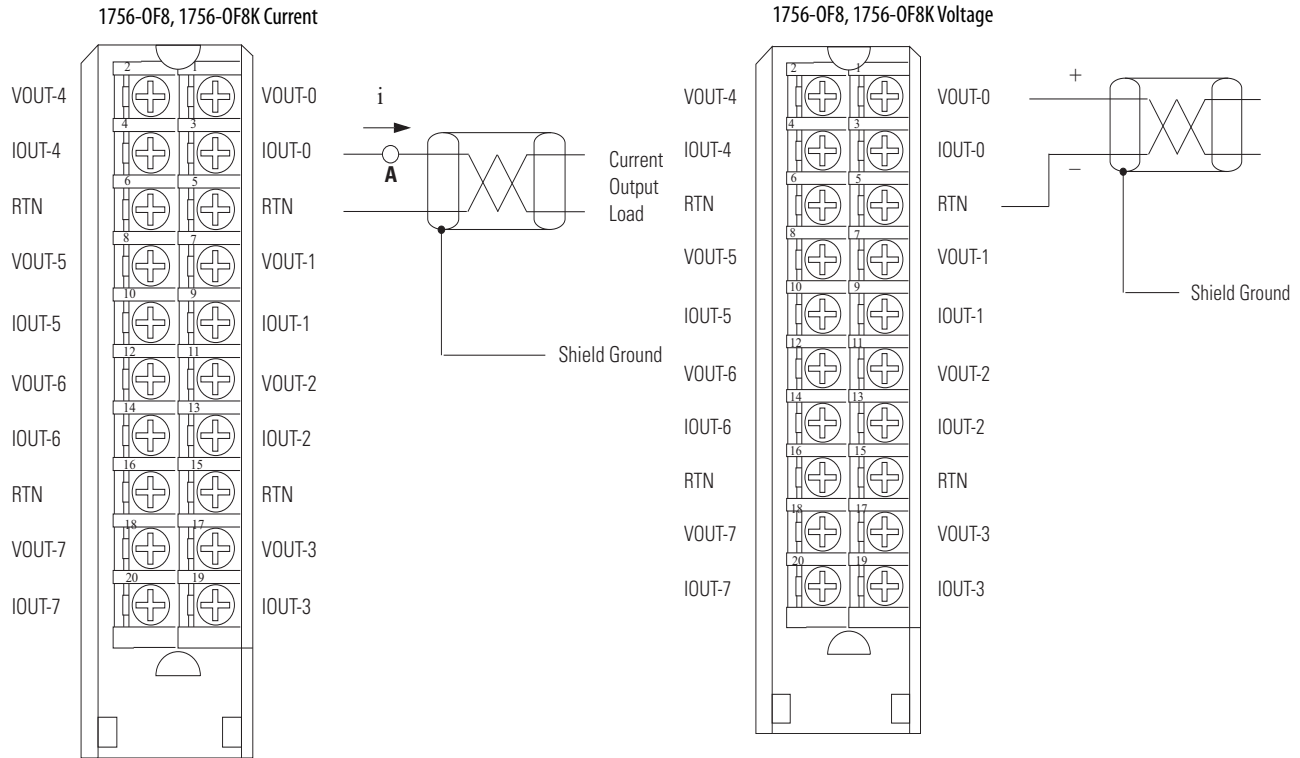 1756-OF8, 1756-OF8K Current
2 1
VOUT-4 VOUT-0
4 3
IOUT-4 IOUT-0
6 5
RTN RTN
8 7
VOUT-5 VOUT-1
10 9
IOUT-5 IOUT-1
12 11
VOUT-6 VOUT-2
14 13
IOUT-6 IOUT-2
16 15
RTN RTN
18 17
VOUT-7 VOUT-3
20 19
IOUT-7 IOUT-3
i
A
Current
Output
Load
Shield Ground
1756-OF8, 1756-OF8K Voltage
2 1
VOUT-4 VOUT-0
4 3
IOUT-4 IOUT-0
6 5
RTN RTN
8 7
VOUT-5 VOUT-1
10 9
IOUT-5 IOUT-1
12 11
VOUT-6 VOUT-2
14 13
IOUT-6 IOUT-2
16 15
RTN RTN
18 17
VOUT-7 VOUT-3
20 19
IOUT-7 IOUT-3
+
–
Shield Ground